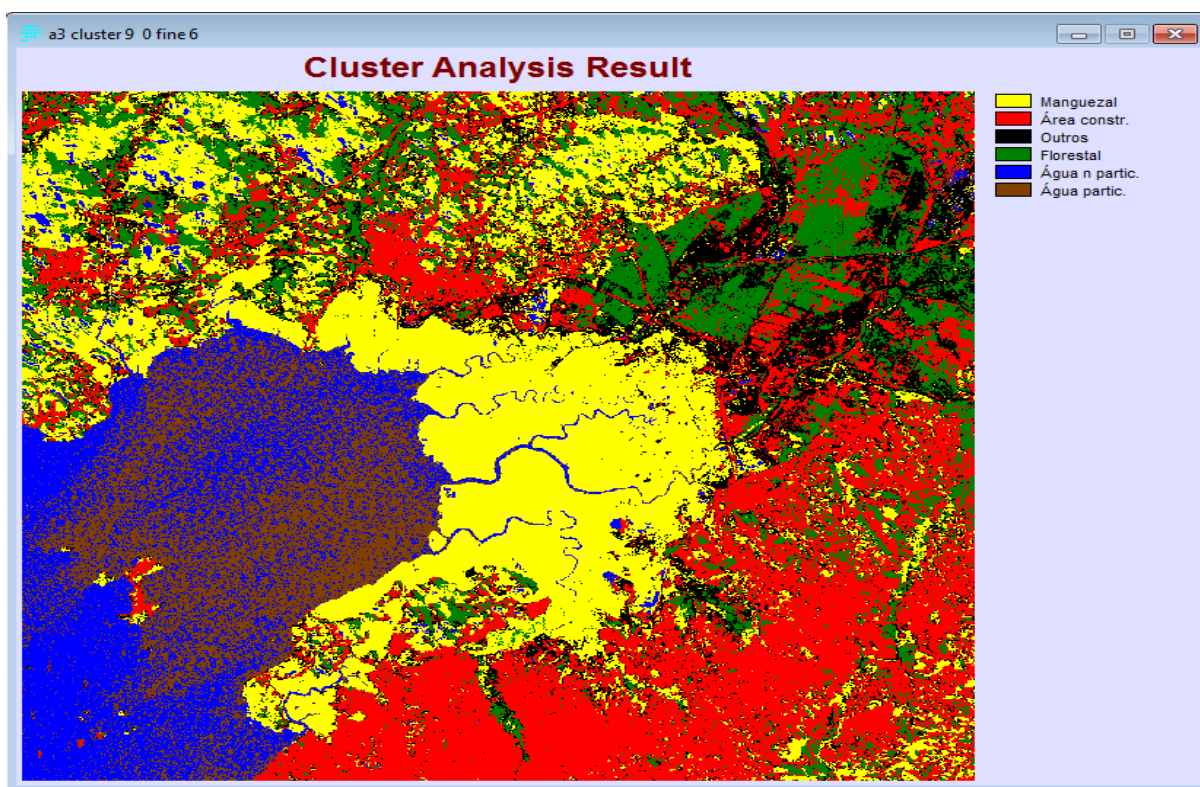 a3 cluster 9 0 fine 6
Cluster Analysis Result
Manguezal
Área constr.
Outros
Florestal
Água n partic.
Água partic.